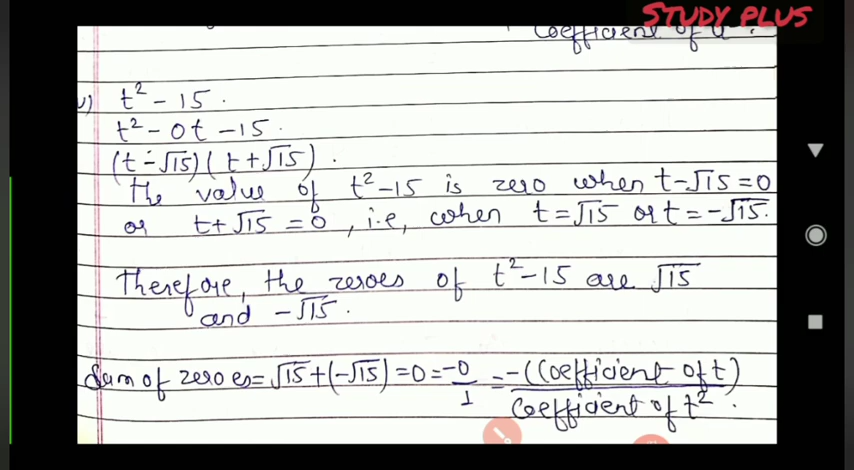 STUDY PLUS
Coefficient of u² .
v) t² - 15 .
t² - 0t - 15 .
(t - √15) ( t + √15) .
The value of t² - 15 is zero when t - √15 = 0
or t + √15 = 0 , i.e, when t = √15 or t = -√15.
Therefore, the zeroes of t² - 15 are √15
and -√15 .
Sum of zeroes = √15 + (-√15) = 0 = -0/1 = -(Coefficient of t)/Coefficient of t² .